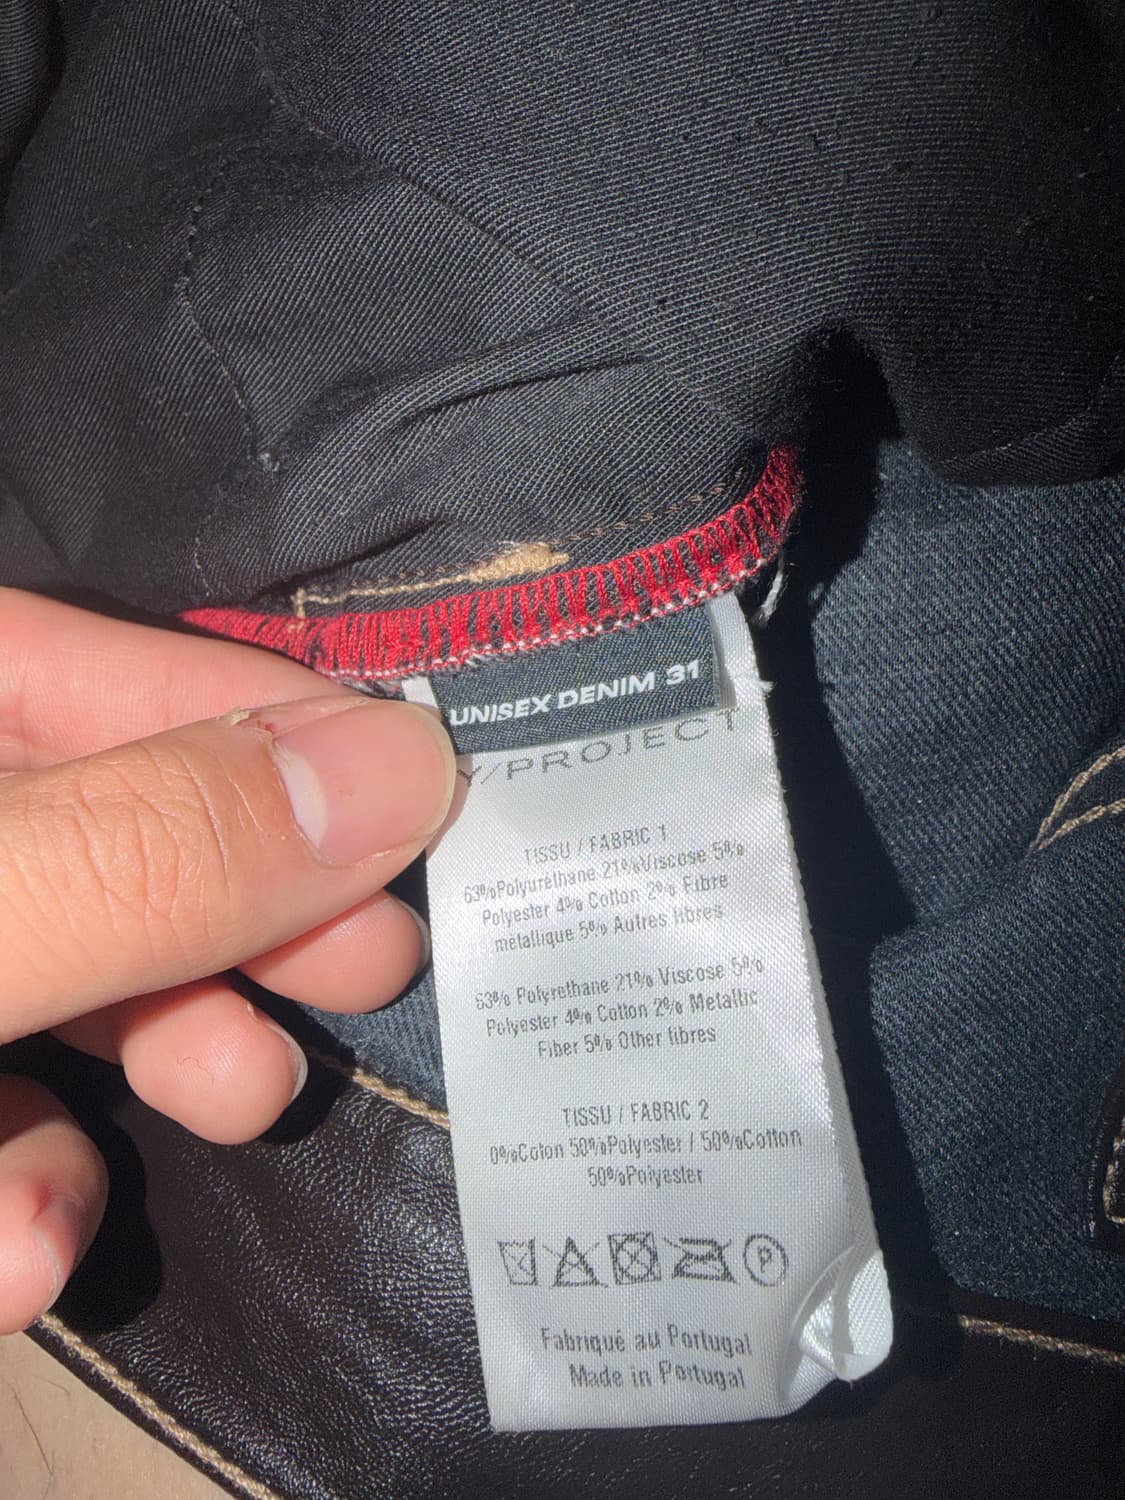 UNISEX DENIM 31
Y/PROJECT
TISSU / FABRIC 1
63%Polyuréthane 21%Viscose 5%
Polyester 4% Cotton 2% Fibre
métallique 5% Autres fibres
63% Polyrethane 21% Viscose 5%
Polyester 4% Cotton 2% Metallic
Fiber 5% Other fibres
TISSU / FABRIC 2
0%Coton 50%Polyester / 50%Cotton
50%Polyester
P
Fabriqué au Portugal
Made in Portugal